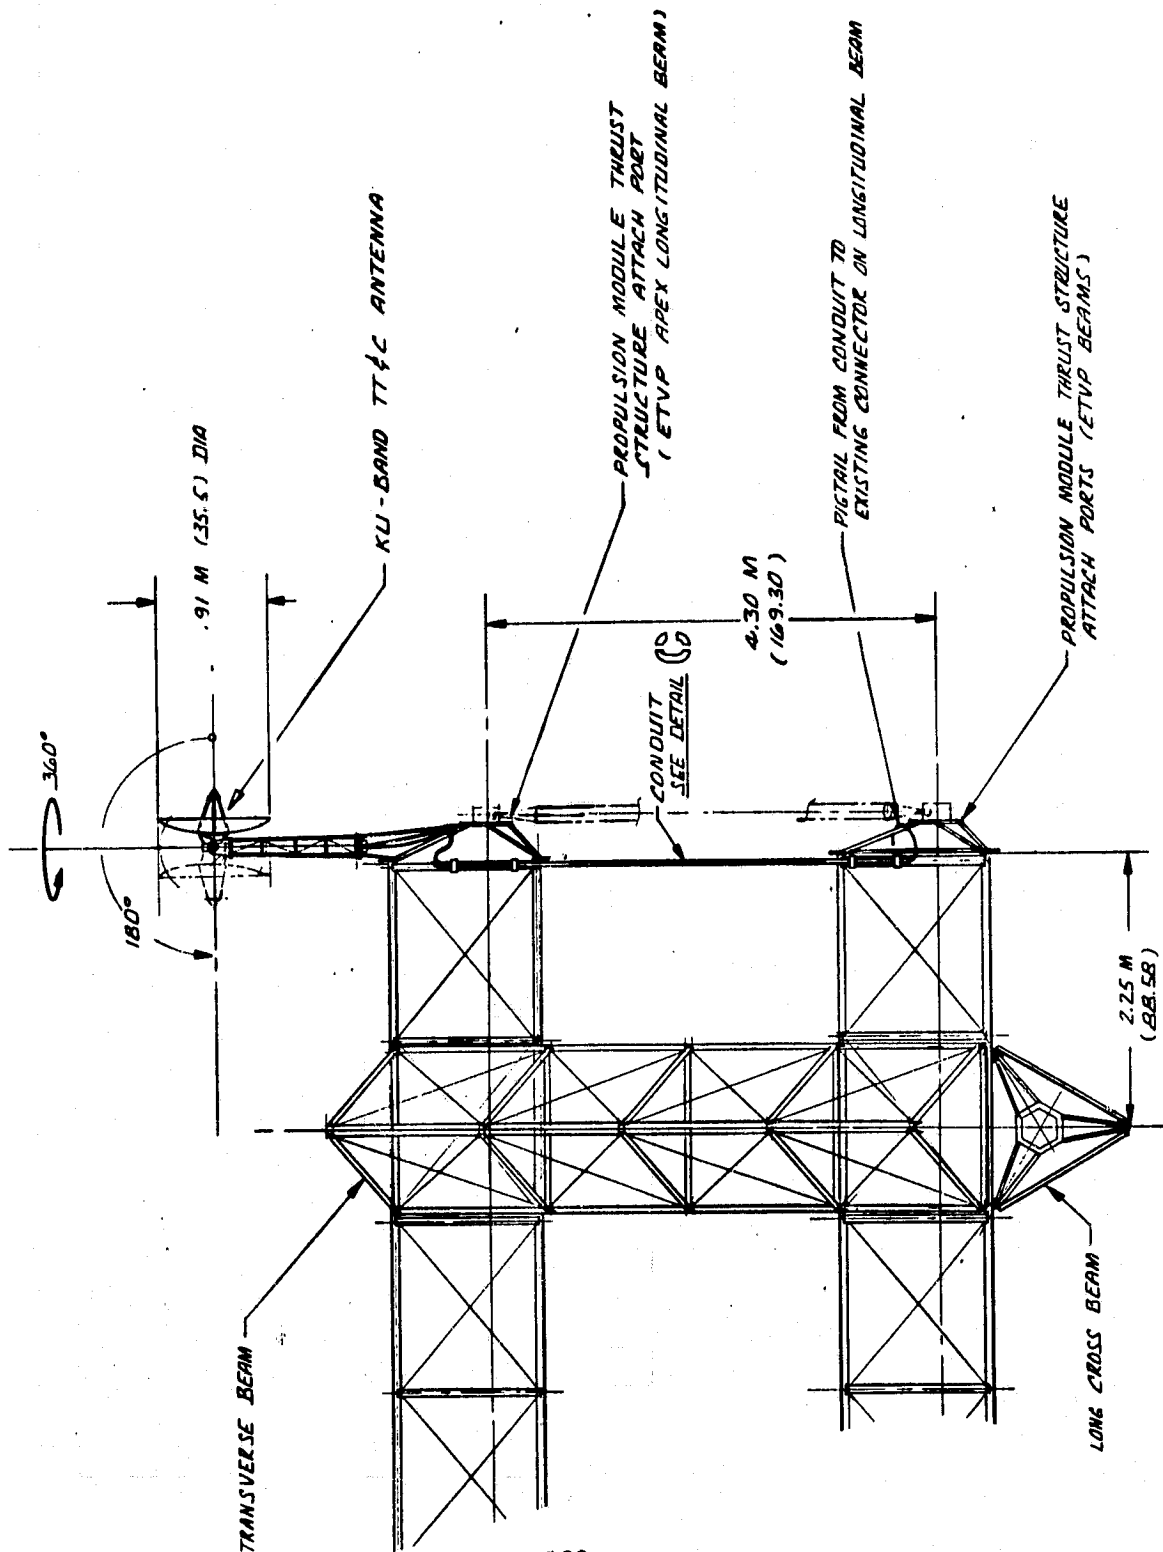 360°
180°
.91 M (35.5) DIA
KU-BAND TT&C ANTENNA
PROPULSION MODULE THRUST
STRUCTURE ATTACH PORT
(ETVP APEX LONGITUDINAL BEAM)
CONDUIT
SEE DETAIL C
4.30 M
(169.30)
PIGTAIL FROM CONDUIT TO
EXISTING CONNECTOR ON LONGITUDINAL BEAM
PROPULSION MODULE THRUST STRUCTURE
ATTACH PORTS (ETVP BEAMS)
2.25 M
(88.58)
TRANSVERSE BEAM
LONG CROSS BEAM